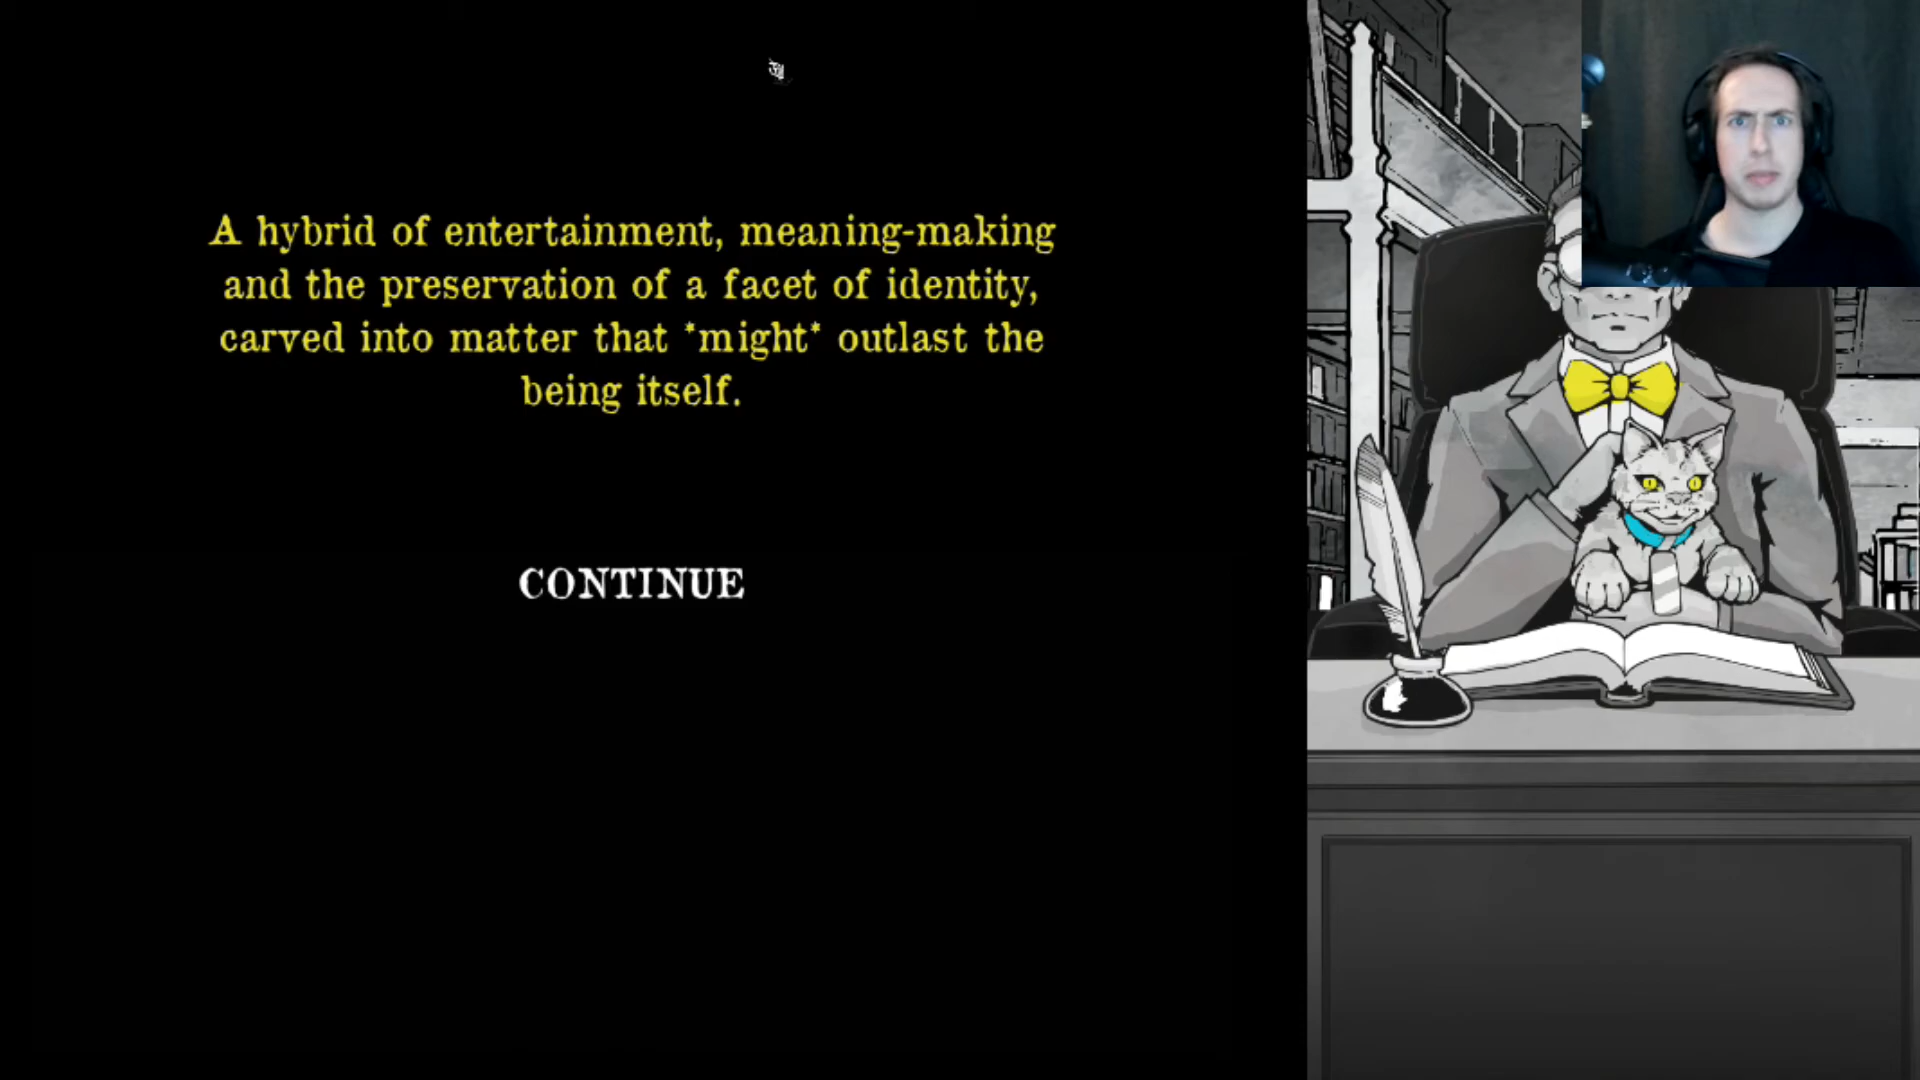 A hybrid of entertainment, meaning-making
and the preservation of a facet of identity,
carved into matter that *might* outlast the
being itself.
CONTINUE